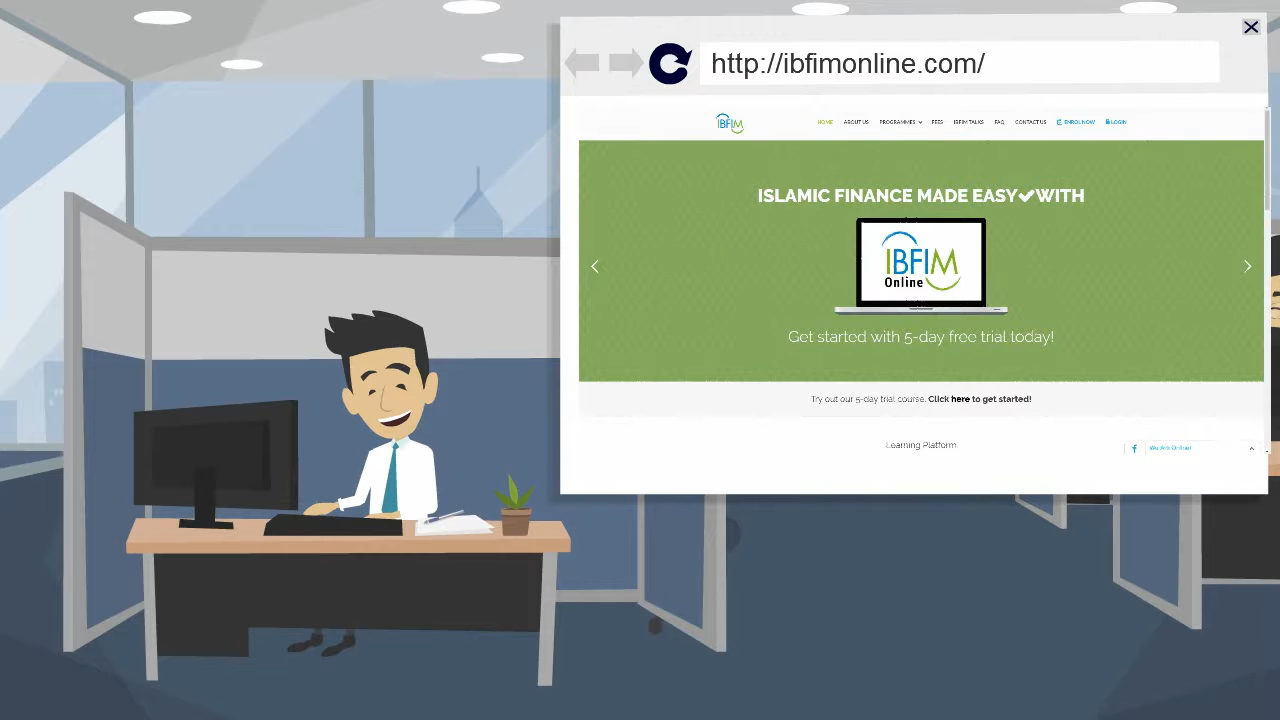 http://ibfimonline.com/
IBFIM
HOME ABOUT US PROGRAMMES FEES IBFIM TALKS FAQ CONTACT US ENROL NOW LOGIN
ISLAMIC FINANCE MADE EASY✔WITH
IBFIM
Online
Get started with 5-day free trial today!
Try out our 5-day trial course. Click here to get started!
Learning Platform
We Are Online!